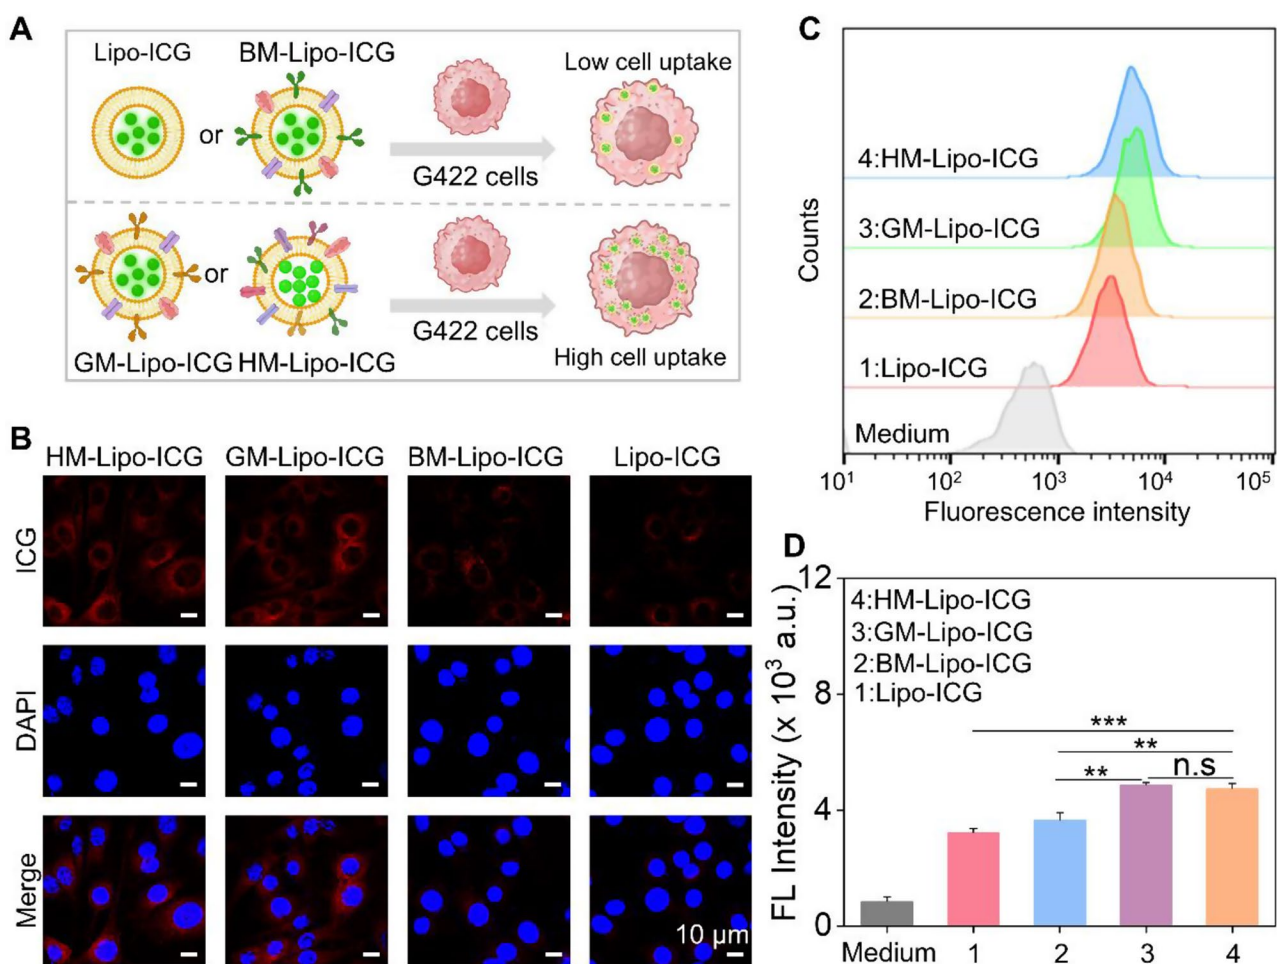 A
Lipo-ICG
BM-Lipo-ICG
or
G422 cells
Low cell uptake
or
GM-Lipo-ICG
HM-Lipo-ICG
G422 cells
High cell uptake
B
HM-Lipo-ICG
GM-Lipo-ICG
BM-Lipo-ICG
Lipo-ICG
ICG
DAPI
Merge
10 μm
C
Counts
4:HM-Lipo-ICG
3:GM-Lipo-ICG
2:BM-Lipo-ICG
1:Lipo-ICG
Medium
10¹ 10² 10³ 10⁴ 10⁵
Fluorescence intensity
D
FL Intensity (x 10³ a.u.)
12
8
4
0
4:HM-Lipo-ICG
3:GM-Lipo-ICG
2:BM-Lipo-ICG
1:Lipo-ICG
***
**
**
n.s
Medium 1 2 3 4